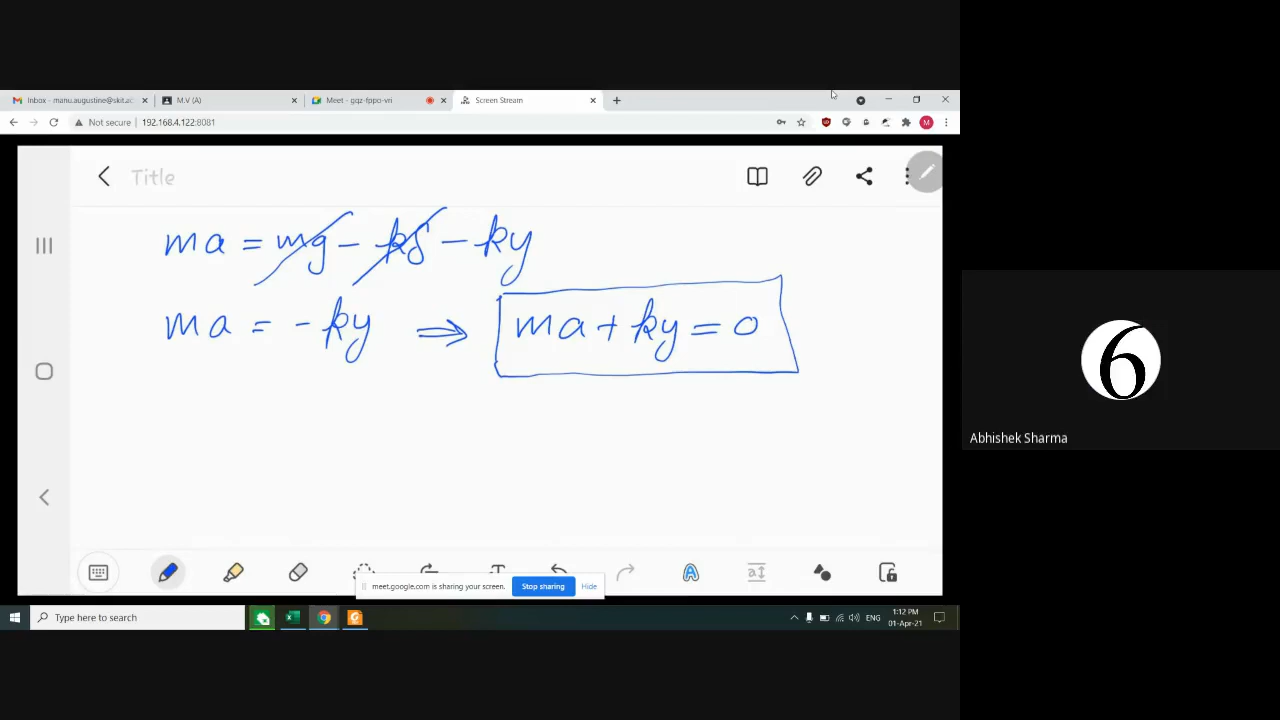 Inbox - manu.augustine@skit.ac
M.V (A)
Meet - gqz-fppo-vri
Screen Stream
Not secure | 192.168.4.122:8081
M
Title
ma = mg - kδ - ky
ma = - ky ⇒ ma + ky = 0
6
Abhishek Sharma
meet.google.com is sharing your screen.
Stop sharing
Hide
Type here to search
ENG
1:12 PM
01-Apr-21